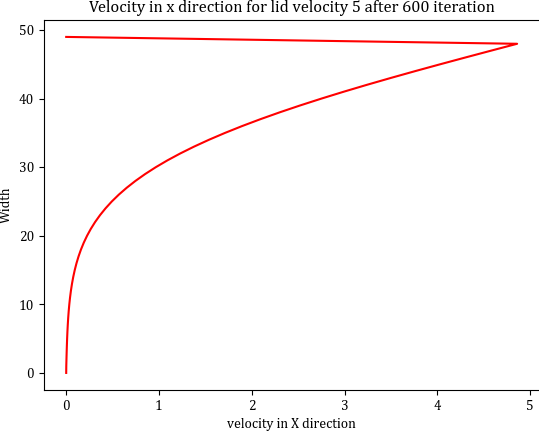 Velocity in x direction for lid velocity 5 after 600 iteration
50
40
30
20
10
0
Width
0 1 2 3 4 5
velocity in X direction